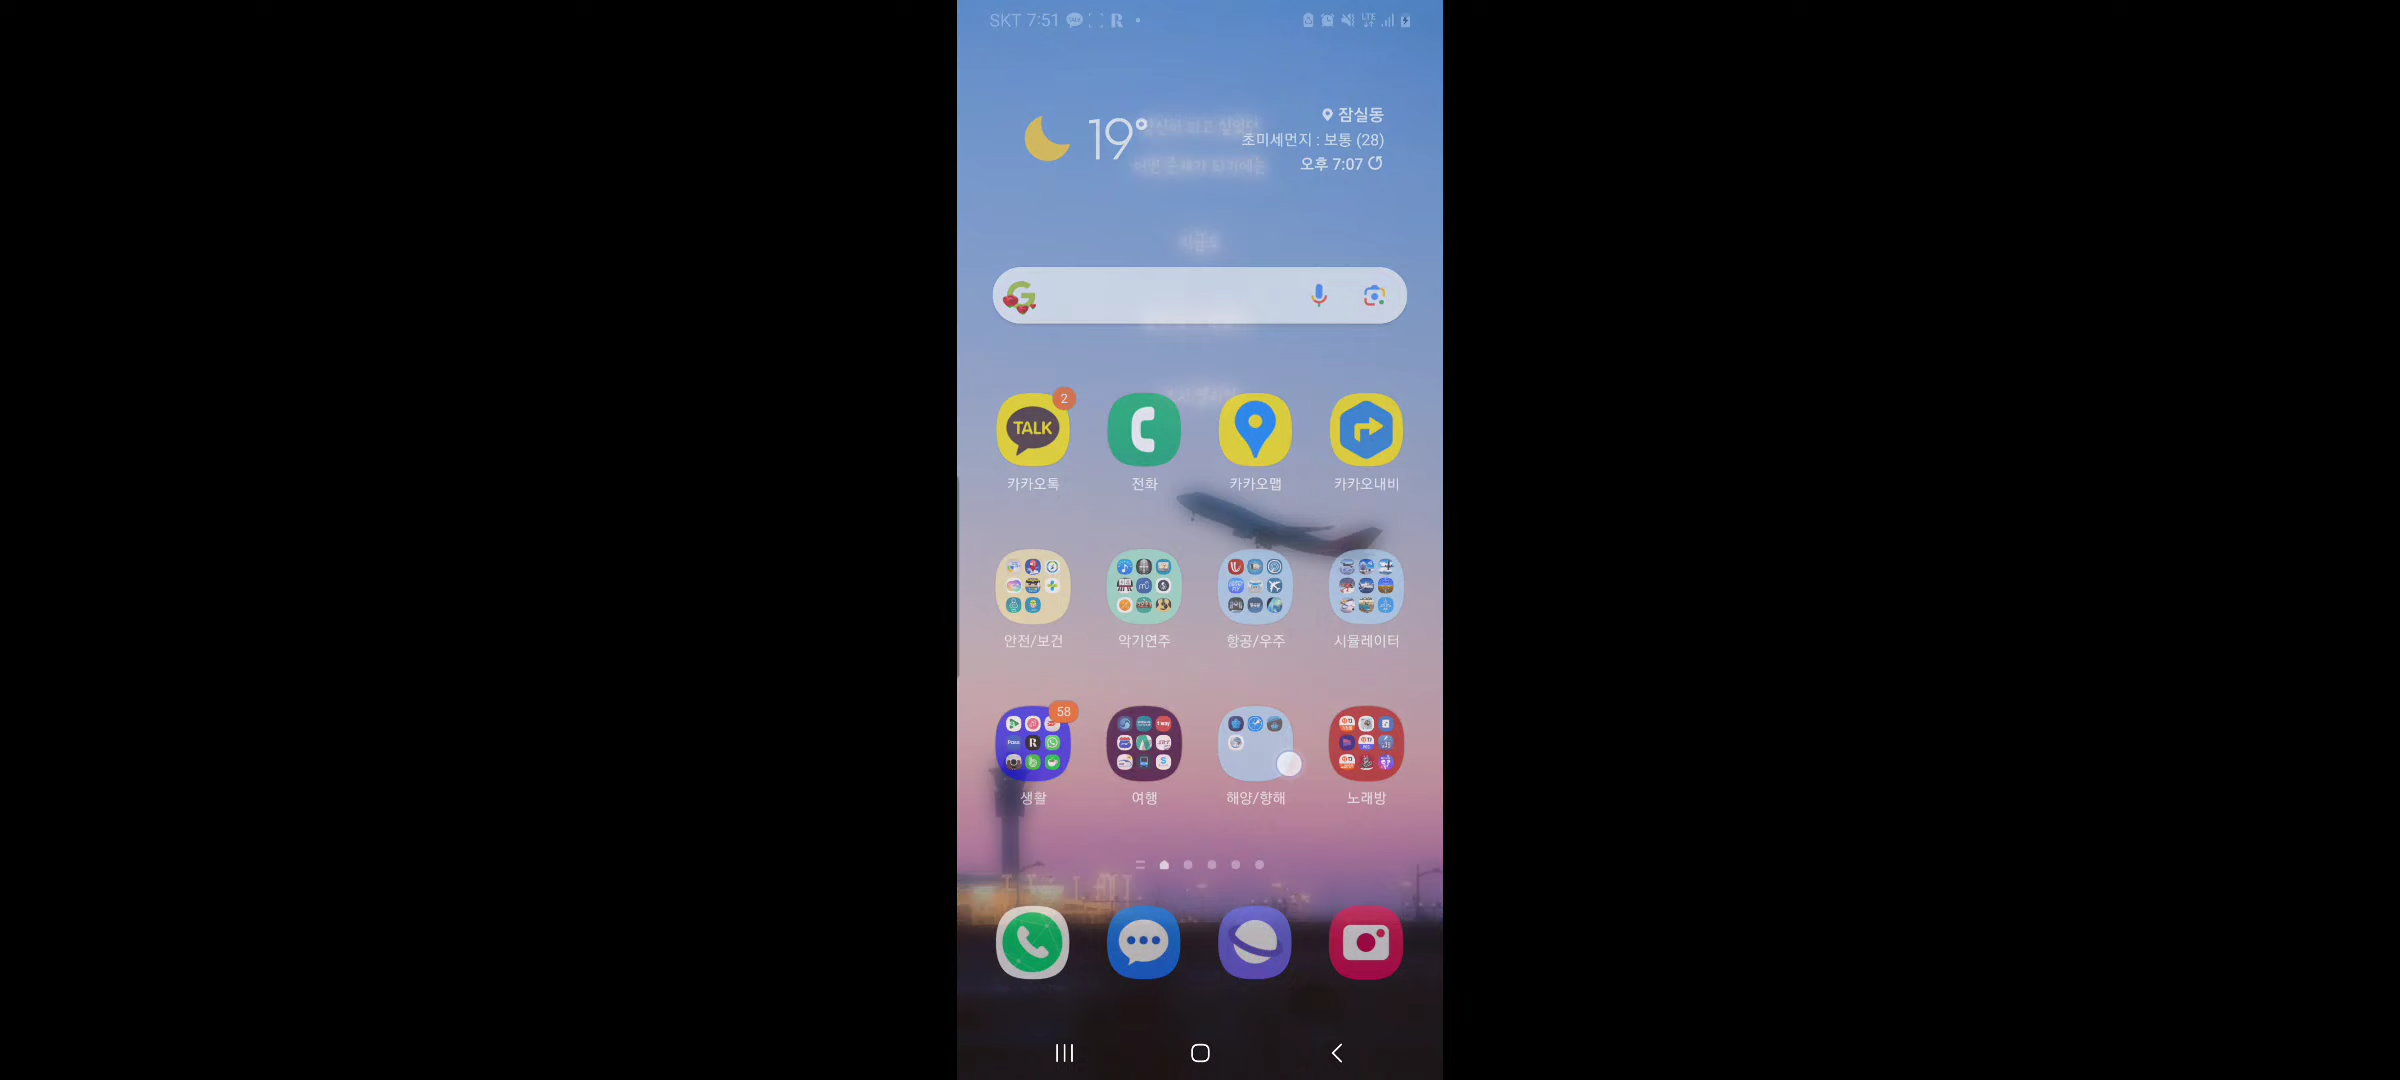 SKT 7:51
19°
잠실동
초미세먼지 : 보통 (28)
오후 7:07
지금도
TALK
2
카카오톡
전화
카카오맵
카카오내비
안전/보건
악기연주
항공/우주
시뮬레이터
58
생활
여행
해양/항해
노래방